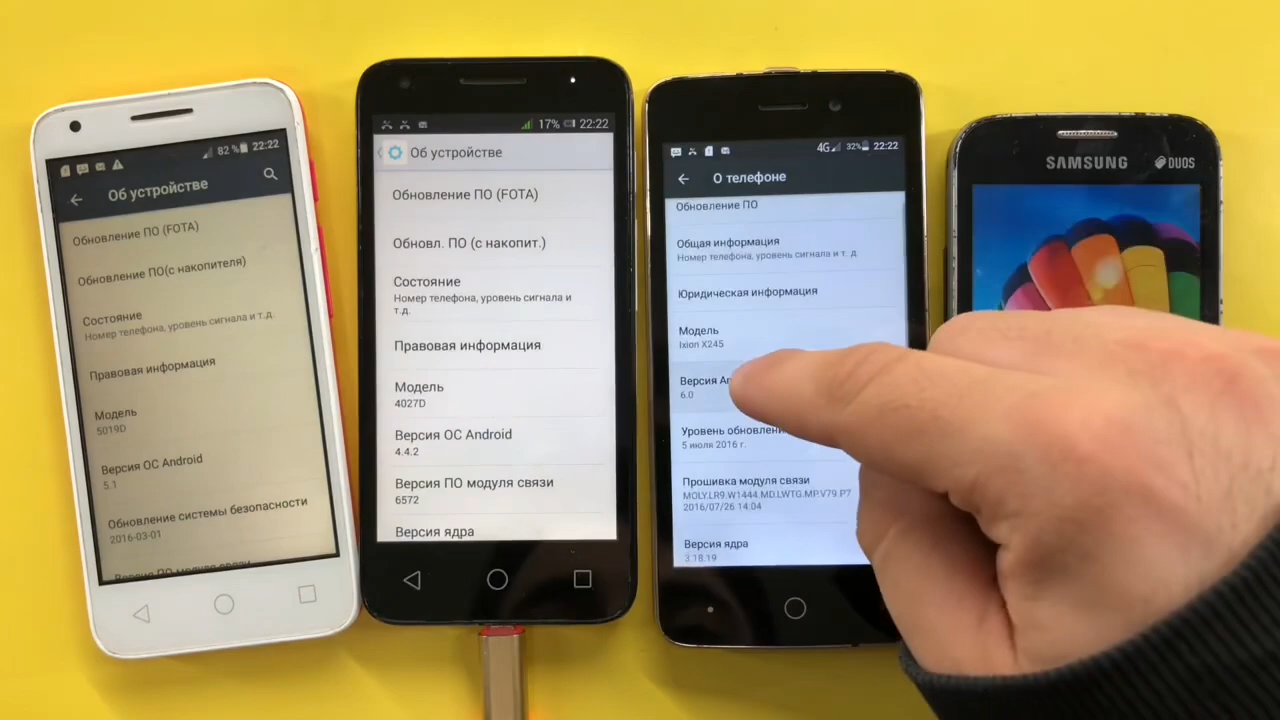 82 % 22:22
Об устройстве
Обновление ПО (FOTA)
Обновление ПО(с накопителя)
Состояние
Номер телефона, уровень сигнала и т.д.
Правовая информация
Модель
5019D
Версия ОС Android
5.1
Обновление системы безопасности
2016-03-01
17% 22:22
Об устройстве
Обновление ПО (FOTA)
Обновл. ПО (с накопит.)
Состояние
Номер телефона, уровень сигнала и
т.д.
Правовая информация
Модель
4027D
Версия ОС Android
4.4.2
Версия ПО модуля связи
6572
Версия ядра
4G 32% 22:22
О телефоне
Обновление ПО
Общая информация
Номер телефона, уровень сигнала и т. д.
Юридическая информация
Модель
Ixion X245
Версия
6.0
Уровень
5 июля 2016 г.
Прошивка модуля связи
MOLY.LR9.W1444.MD.LWTG.MP.V79.P7
2016/07/26 14:04
Версия ядра
3.18.19
SAMSUNG DUOS